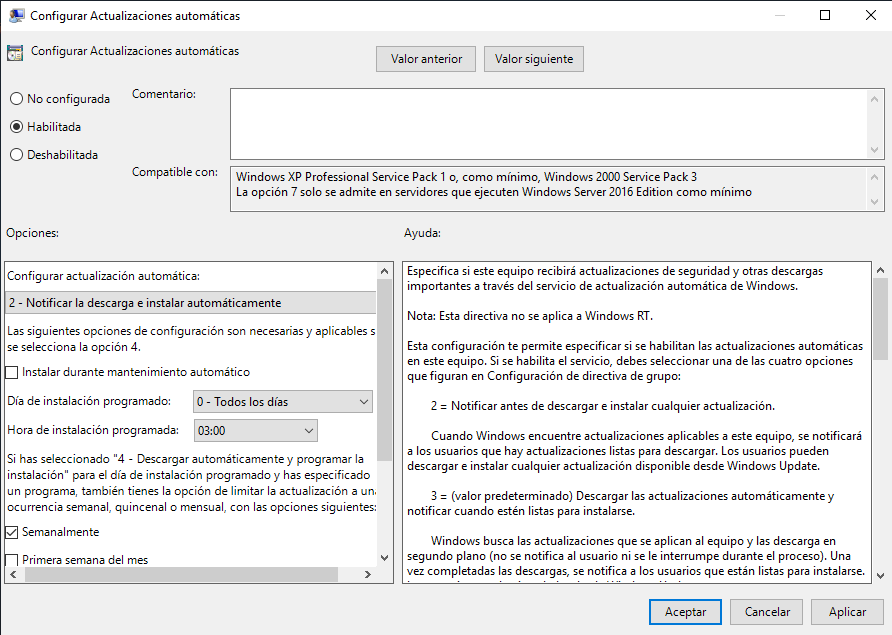 Configurar Actualizaciones automáticas
Configurar Actualizaciones automáticas
Valor anterior
Valor siguiente
No configurada
Habilitada
Deshabilitada
Comentario:
Compatible con:
Windows XP Professional Service Pack 1 o, como mínimo, Windows 2000 Service Pack 3
La opción 7 solo se admite en servidores que ejecuten Windows Server 2016 Edition como mínimo
Opciones:
Configurar actualización automática:
2 - Notificar la descarga e instalar automáticamente
Las siguientes opciones de configuración son necesarias y aplicables s
se selecciona la opción 4.
Instalar durante mantenimiento automático
Día de instalación programado:
0 - Todos los días
Hora de instalación programada:
03:00
Si has seleccionado "4 - Descargar automáticamente y programar la
instalación" para el día de instalación programado y has especificado
un programa, también tienes la opción de limitar la actualización a una
ocurrencia semanal, quincenal o mensual, con las opciones siguientes:
Semanalmente
Primera semana del mes
Ayuda:
Especifica si este equipo recibirá actualizaciones de seguridad y otras descargas
importantes a través del servicio de actualización automática de Windows.
Nota: Esta directiva no se aplica a Windows RT.
Esta configuración te permite especificar si se habilitan las actualizaciones automáticas
en este equipo. Si se habilita el servicio, debes seleccionar una de las cuatro opciones
que figuran en Configuración de directiva de grupo:
2 = Notificar antes de descargar e instalar cualquier actualización.
Cuando Windows encuentre actualizaciones aplicables a este equipo, se notificará
a los usuarios que hay actualizaciones listas para descargar. Los usuarios pueden
descargar e instalar cualquier actualización disponible desde Windows Update.
3 = (valor predeterminado) Descargar las actualizaciones automáticamente y
notificar cuando estén listas para instalarse.
Windows busca las actualizaciones que se aplican al equipo y las descarga en
segundo plano (no se notifica al usuario ni se le interrumpe durante el proceso). Una
vez completadas las descargas, se notifica a los usuarios que están listas para instalarse.
Aceptar
Cancelar
Aplicar